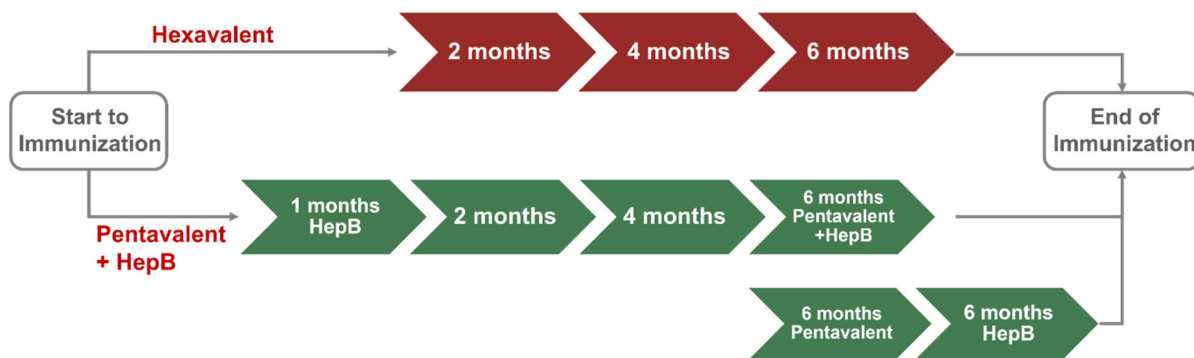 Hexavalent
2 months
4 months
6 months
Start to
Immunization
End of
Immunization
Pentavalent
+ HepB
1 months
HepB
2 months
4 months
6 months
Pentavalent
+HepB
6 months
Pentavalent
6 months
HepB